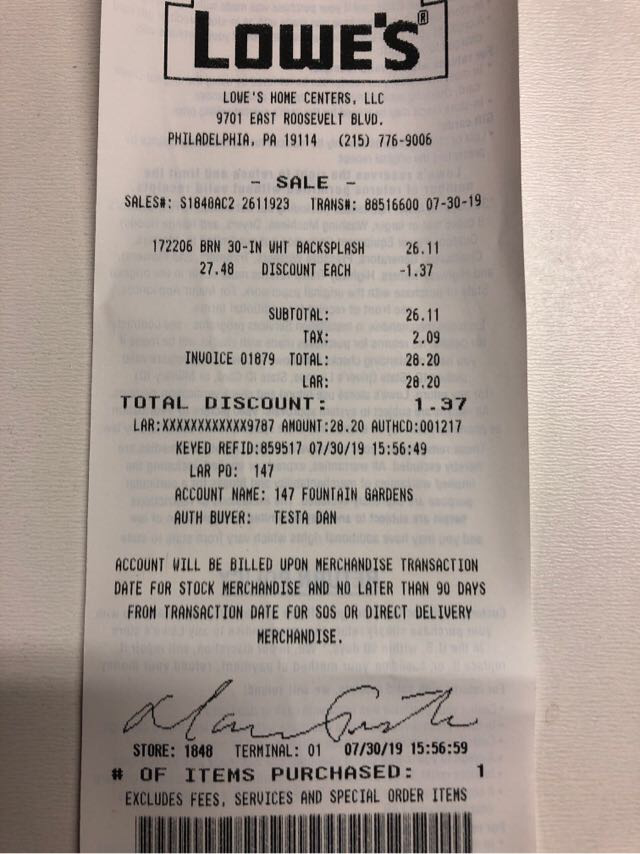 LOWE'S®
LOWE'S HOME CENTERS, LLC
9701 EAST ROOSEVELT BLVD.
PHILADELPHIA, PA 19114 (215) 776-9006
- SALE -
SALES#: S1848AC2 2611923 TRANS#: 88516600 07-30-19
172206 BRN 30-IN WHT BACKSPLASH 26.11
27.48 DISCOUNT EACH -1.37
SUBTOTAL: 26.11
TAX: 2.09
INVOICE 01879 TOTAL: 28.20
LAR: 28.20
TOTAL DISCOUNT: 1.37
LAR:XXXXXXXXXXXX9787 AMOUNT:28.20 AUTHCD:001217
KEYED REFID:859517 07/30/19 15:56:49
LAR PO: 147
ACCOUNT NAME: 147 FOUNTAIN GARDENS
AUTH BUYER: TESTA DAN
ACCOUNT WILL BE BILLED UPON MERCHANDISE TRANSACTION
DATE FOR STOCK MERCHANDISE AND NO LATER THAN 90 DAYS
FROM TRANSACTION DATE FOR SOS OR DIRECT DELIVERY
MERCHANDISE.
STORE: 1848 TERMINAL: 01 07/30/19 15:56:59
# OF ITEMS PURCHASED: 1
EXCLUDES FEES, SERVICES AND SPECIAL ORDER ITEMS